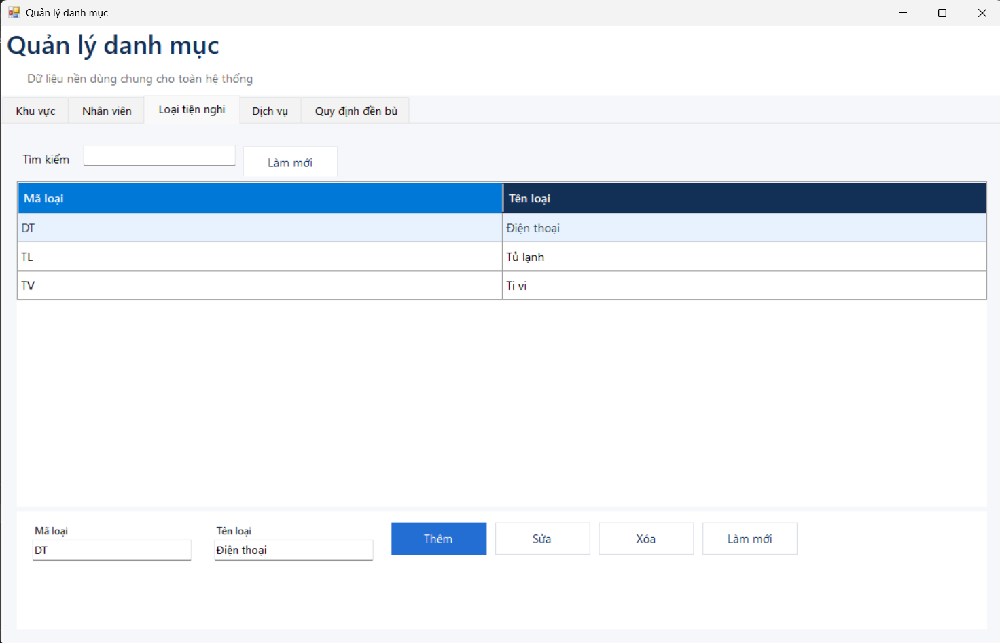 Quản lý danh mục
Quản lý danh mục
Dữ liệu nền dùng chung cho toàn hệ thống
Khu vực Nhân viên Loại tiện nghi Dịch vụ Quy định đền bù
Tìm kiếm Làm mới
Mã loại Tên loại
DT Điện thoại
TL Tủ lạnh
TV Ti vi
Mã loại Tên loại
DT Điện thoại Thêm Sửa Xóa Làm mới